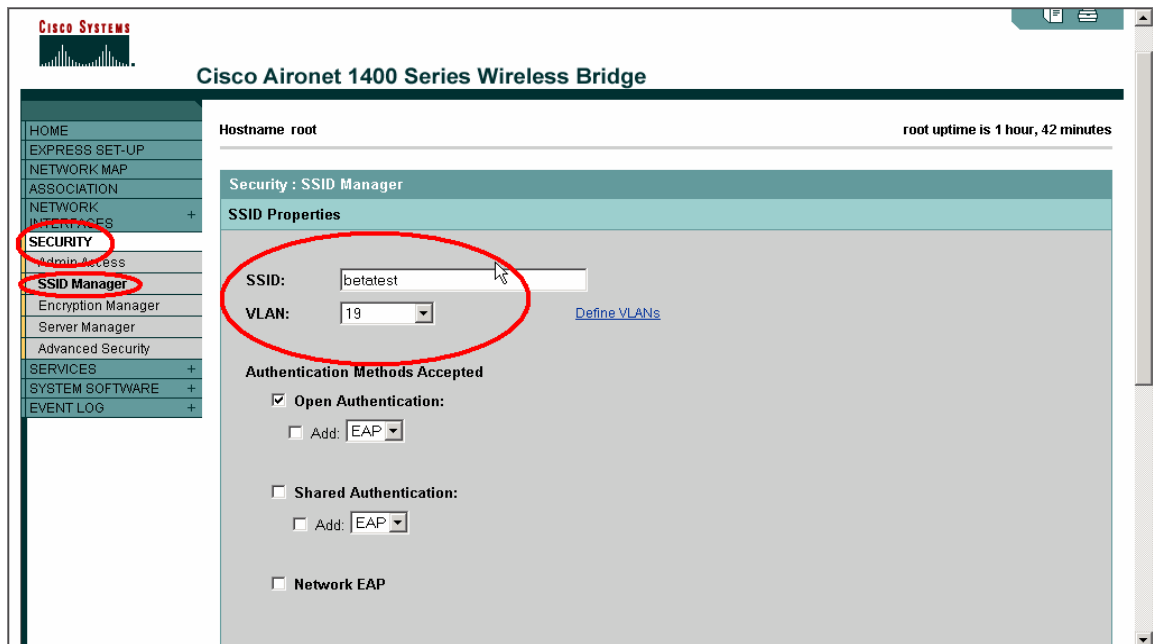 CISCO SYSTEMS
Cisco Aironet 1400 Series Wireless Bridge
HOME
EXPRESS SET-UP
NETWORK MAP
ASSOCIATION
NETWORK
INTERFACES +
SECURITY
Admin Access
SSID Manager
Encryption Manager
Server Manager
Advanced Security
SERVICES +
SYSTEM SOFTWARE +
EVENT LOG +
Hostname root
root uptime is 1 hour, 42 minutes
Security : SSID Manager
SSID Properties
SSID: betatest
VLAN: 19 Define VLANs
Authentication Methods Accepted
Open Authentication:
Add: EAP
Shared Authentication:
Add: EAP
Network EAP